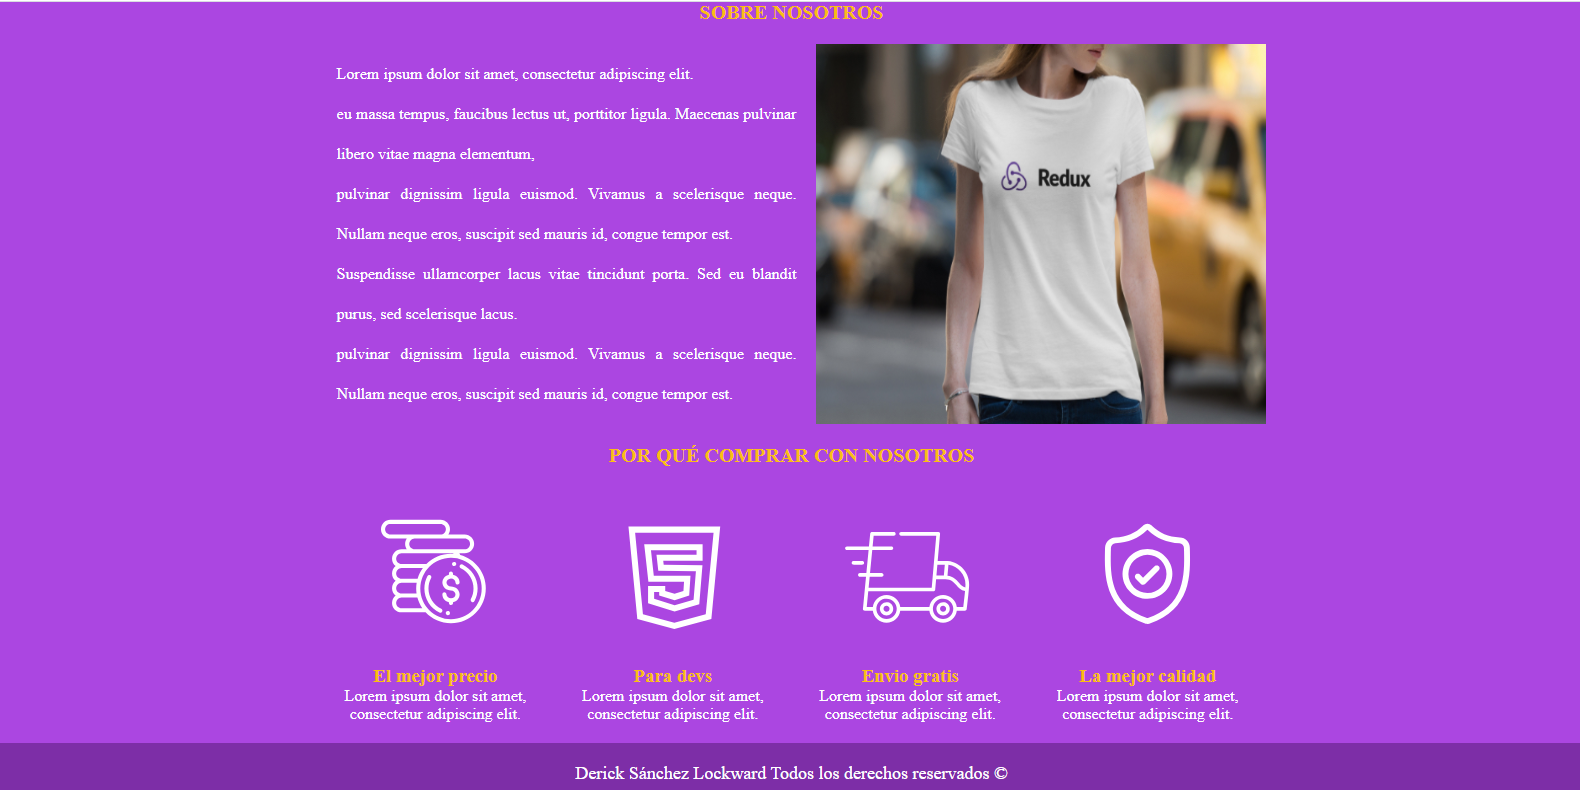 SOBRE NOSOTROS
Lorem ipsum dolor sit amet, consectetur adipiscing elit.
eu massa tempus, faucibus lectus ut, porttitor ligula. Maecenas pulvinar
libero vitae magna elementum,
pulvinar dignissim ligula euismod. Vivamus a scelerisque neque.
Nullam neque eros, suscipit sed mauris id, congue tempor est.
Suspendisse ullamcorper lacus vitae tincidunt porta. Sed eu blandit
purus, sed scelerisque lacus.
pulvinar dignissim ligula euismod. Vivamus a scelerisque neque.
Nullam neque eros, suscipit sed mauris id, congue tempor est.
Redux
POR QUÉ COMPRAR CON NOSOTROS
$
5
El mejor precio
Lorem ipsum dolor sit amet,
consectetur adipiscing elit.
Para devs
Lorem ipsum dolor sit amet,
consectetur adipiscing elit.
Envio gratis
Lorem ipsum dolor sit amet,
consectetur adipiscing elit.
La mejor calidad
Lorem ipsum dolor sit amet,
consectetur adipiscing elit.
Derick Sánchez Lockward Todos los derechos reservados ©